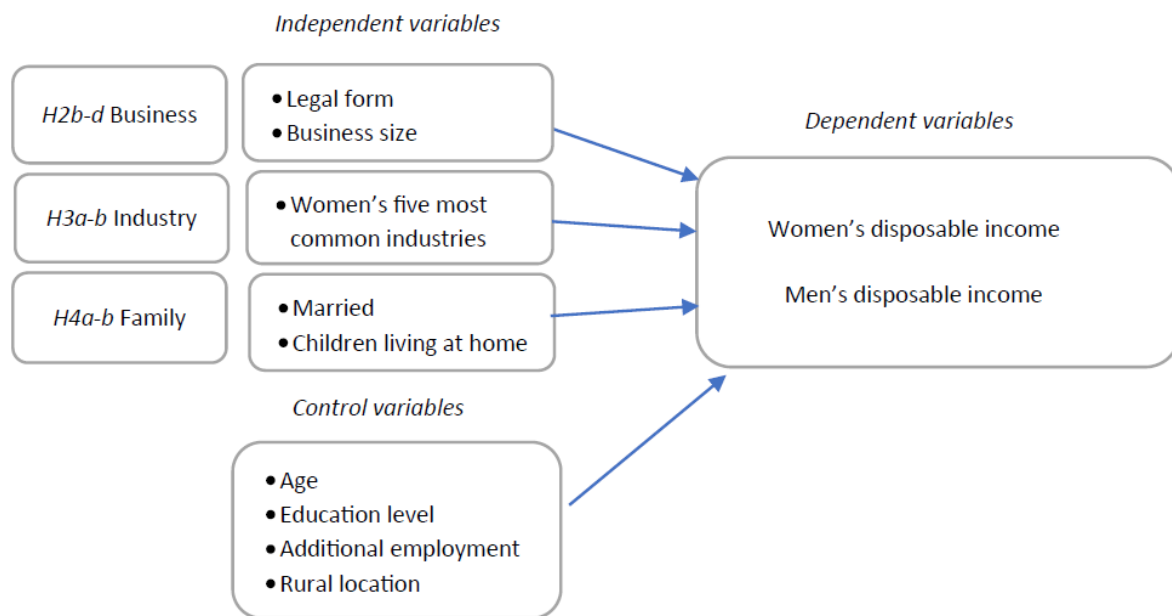 Independent variables
H2b-d Business
• Legal form
• Business size
Dependent variables
H3a-b Industry
• Women’s five most
common industries
Women’s disposable income
Men’s disposable income
H4a-b Family
• Married
• Children living at home
Control variables
• Age
• Education level
• Additional employment
• Rural location